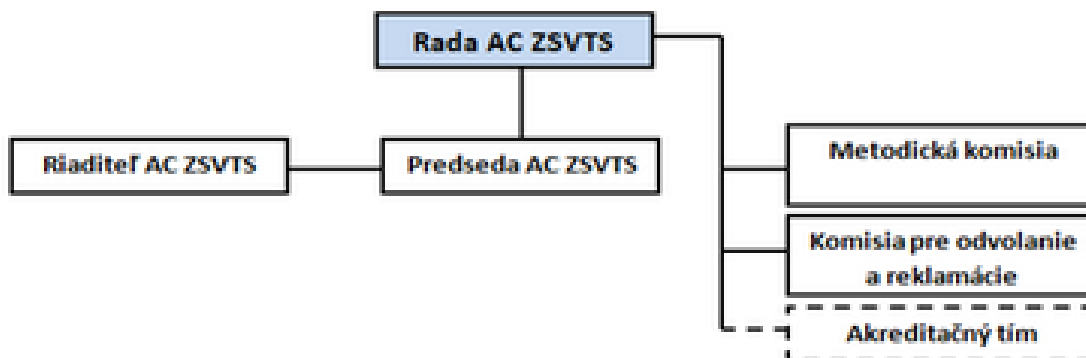 Rada AC ZSVTS
Riaditeľ AC ZSVTS
Predseda AC ZSVTS
Metodická komisia
Komisia pre odvolanie
a reklamácie
Akreditačný tím